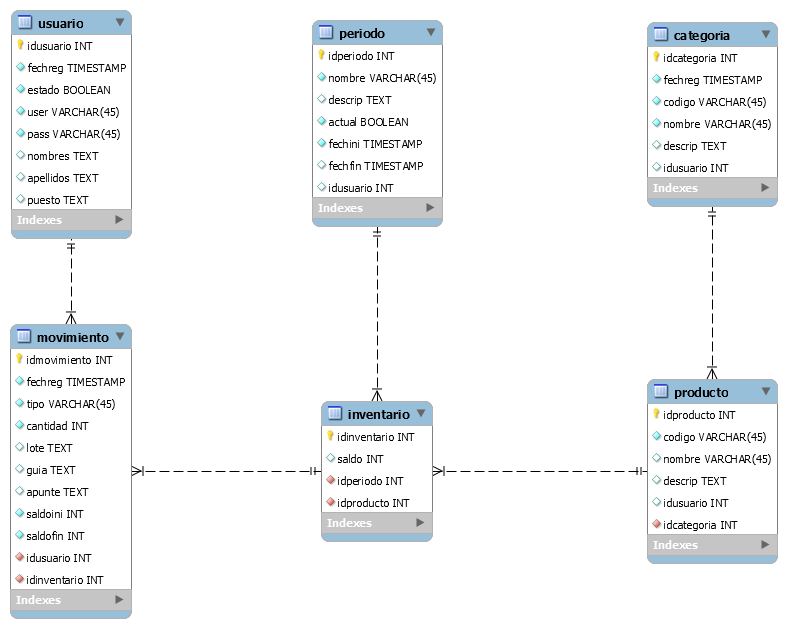 usuario
idusuario INT
fechreg TIMESTAMP
estado BOOLEAN
user VARCHAR(45)
pass VARCHAR(45)
nombres TEXT
apellidos TEXT
puesto TEXT
Indexes
periodo
idperiodo INT
nombre VARCHAR(45)
descrip TEXT
actual BOOLEAN
fechini TIMESTAMP
fechfin TIMESTAMP
idusuario INT
Indexes
categoria
idcategoria INT
fechreg TIMESTAMP
codigo VARCHAR(45)
nombre VARCHAR(45)
descrip TEXT
idusuario INT
Indexes
movimiento
idmovimiento INT
fechreg TIMESTAMP
tipo VARCHAR(45)
cantidad INT
lote TEXT
guia TEXT
apunte TEXT
saldoini INT
saldofin INT
idusuario INT
idinventario INT
Indexes
inventario
idinventario INT
saldo INT
idperiodo INT
idproducto INT
Indexes
producto
idproducto INT
codigo VARCHAR(45)
nombre VARCHAR(45)
descrip TEXT
idusuario INT
idcategoria INT
Indexes